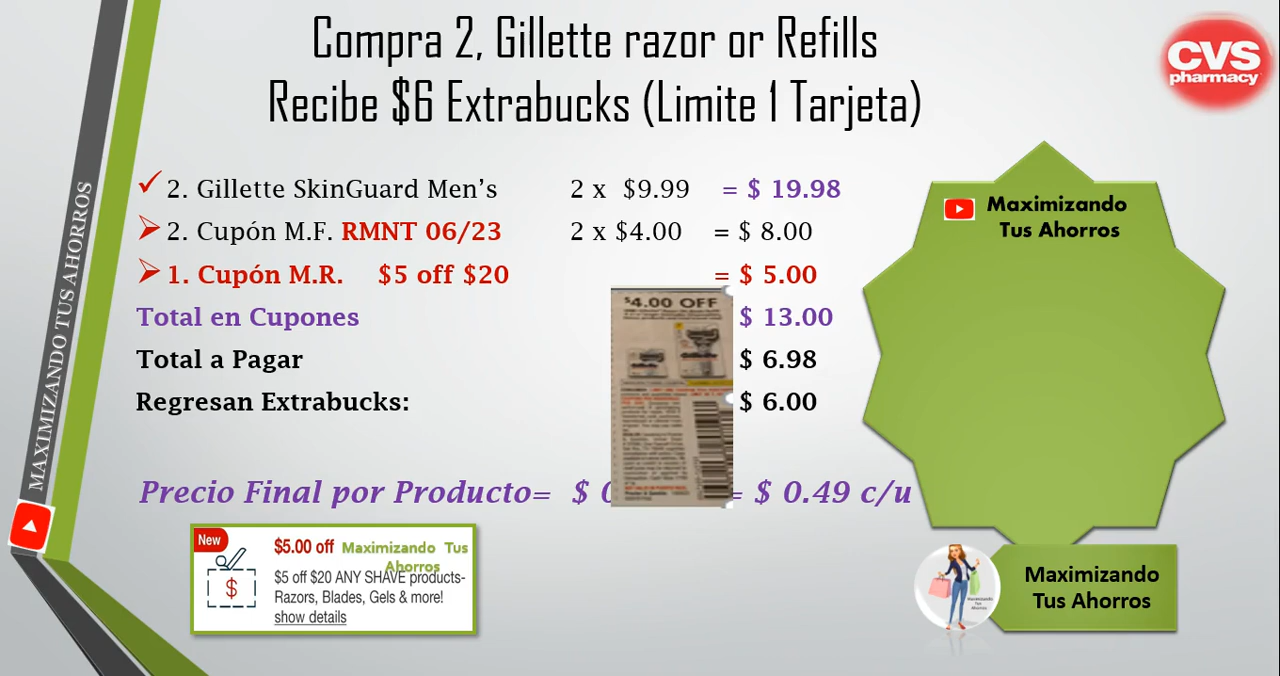 Compra 2, Gillette razor or Refills
Recibe $6 Extrabucks (Limite 1 Tarjeta)
CVS
pharmacy
MAXIMIZANDO TUS AHORROS
2. Gillette SkinGuard Men's 2 x $9.99 = $ 19.98
2. Cupón M.F. RMNT 06/23 2 x $4.00 = $ 8.00
1. Cupón M.R. $5 off $20 = $ 5.00
Total en Cupones $ 13.00
Total a Pagar $ 6.98
Regresan Extrabucks: $ 6.00
$4.00 OFF
Precio Final por Producto= $ = $ 0.49 c/u
Maximizando
Tus Ahorros
New
$5.00 off Maximizando Tus
Ahorros
$5 off $20 ANY SHAVE products-
Razors, Blades, Gels & more!
show details
$
Maximizando
Tus Ahorros
Maximizando
Tus
Ahorros